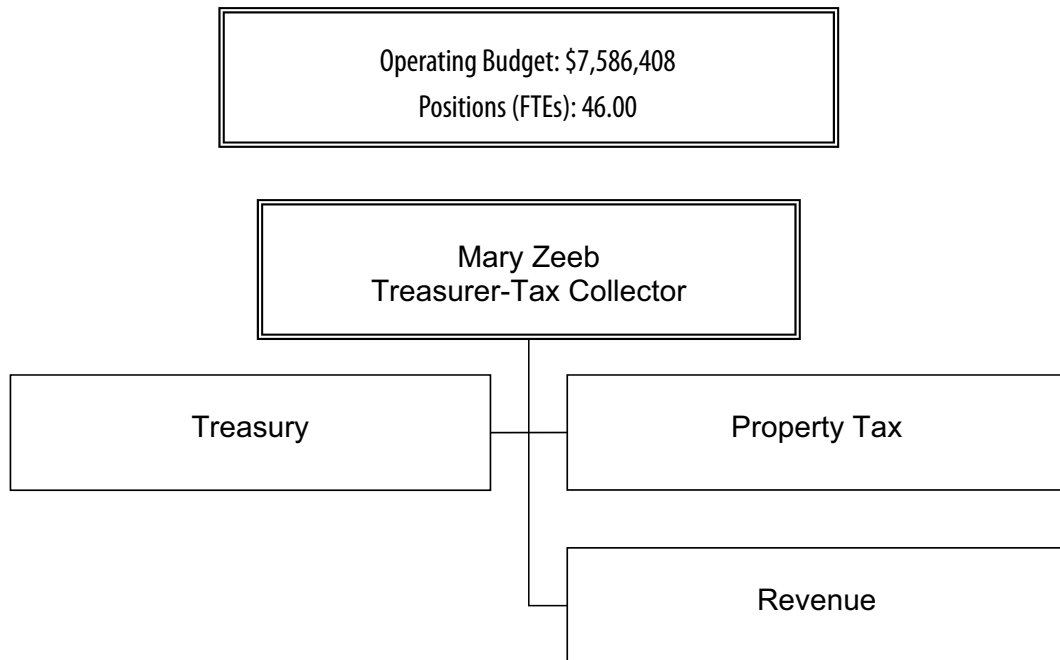 Operating Budget: $7,586,408
Positions (FTEs): 46.00
Mary Zeeb
Treasurer-Tax Collector
Treasury
Property Tax
Revenue